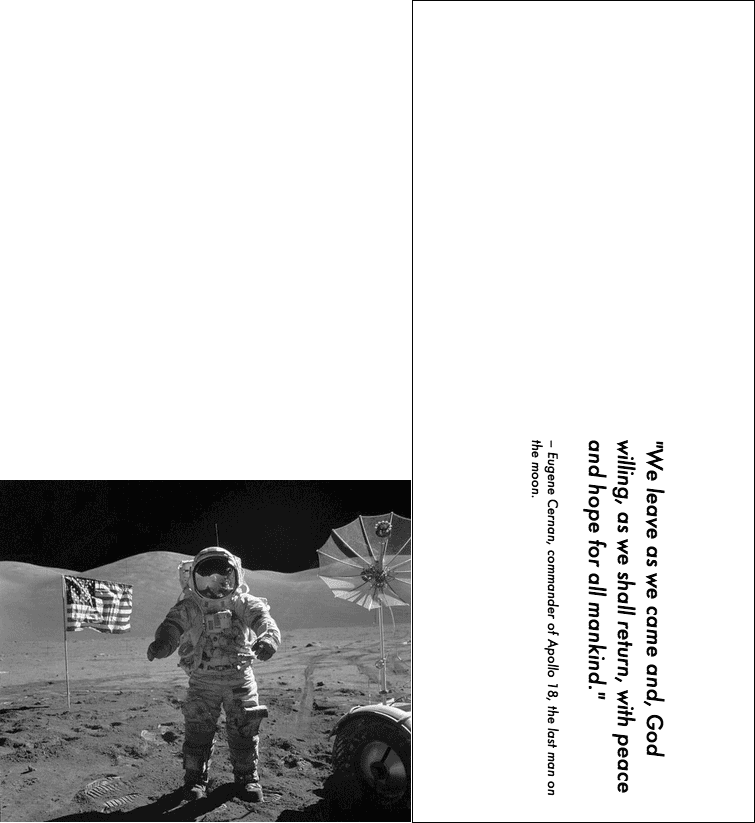 "We leave as we came and, God
willing, as we shall return, with peace
and hope for all mankind."
– Eugene Cernan, commander of Apollo 18, the last man on
the moon.